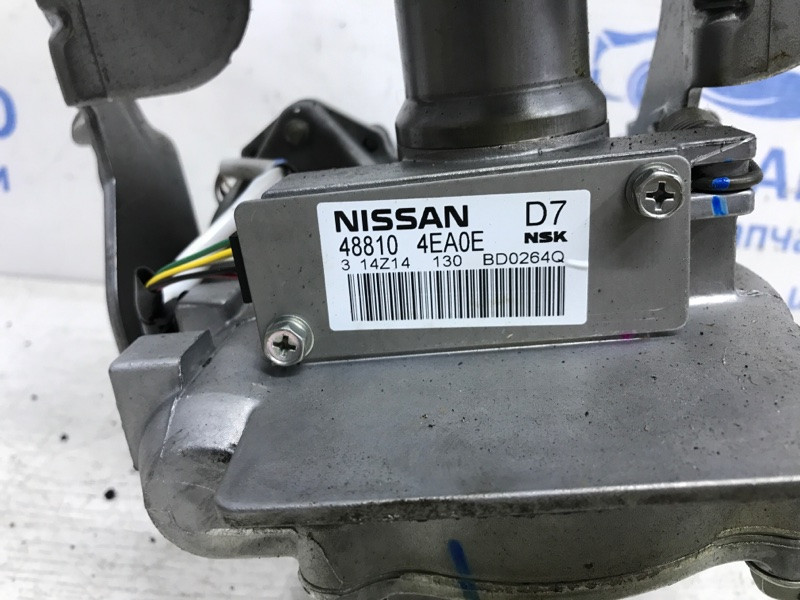 NISSAN D7
48810 4EA0E NSK
3 14Z14 130 BD0264Q